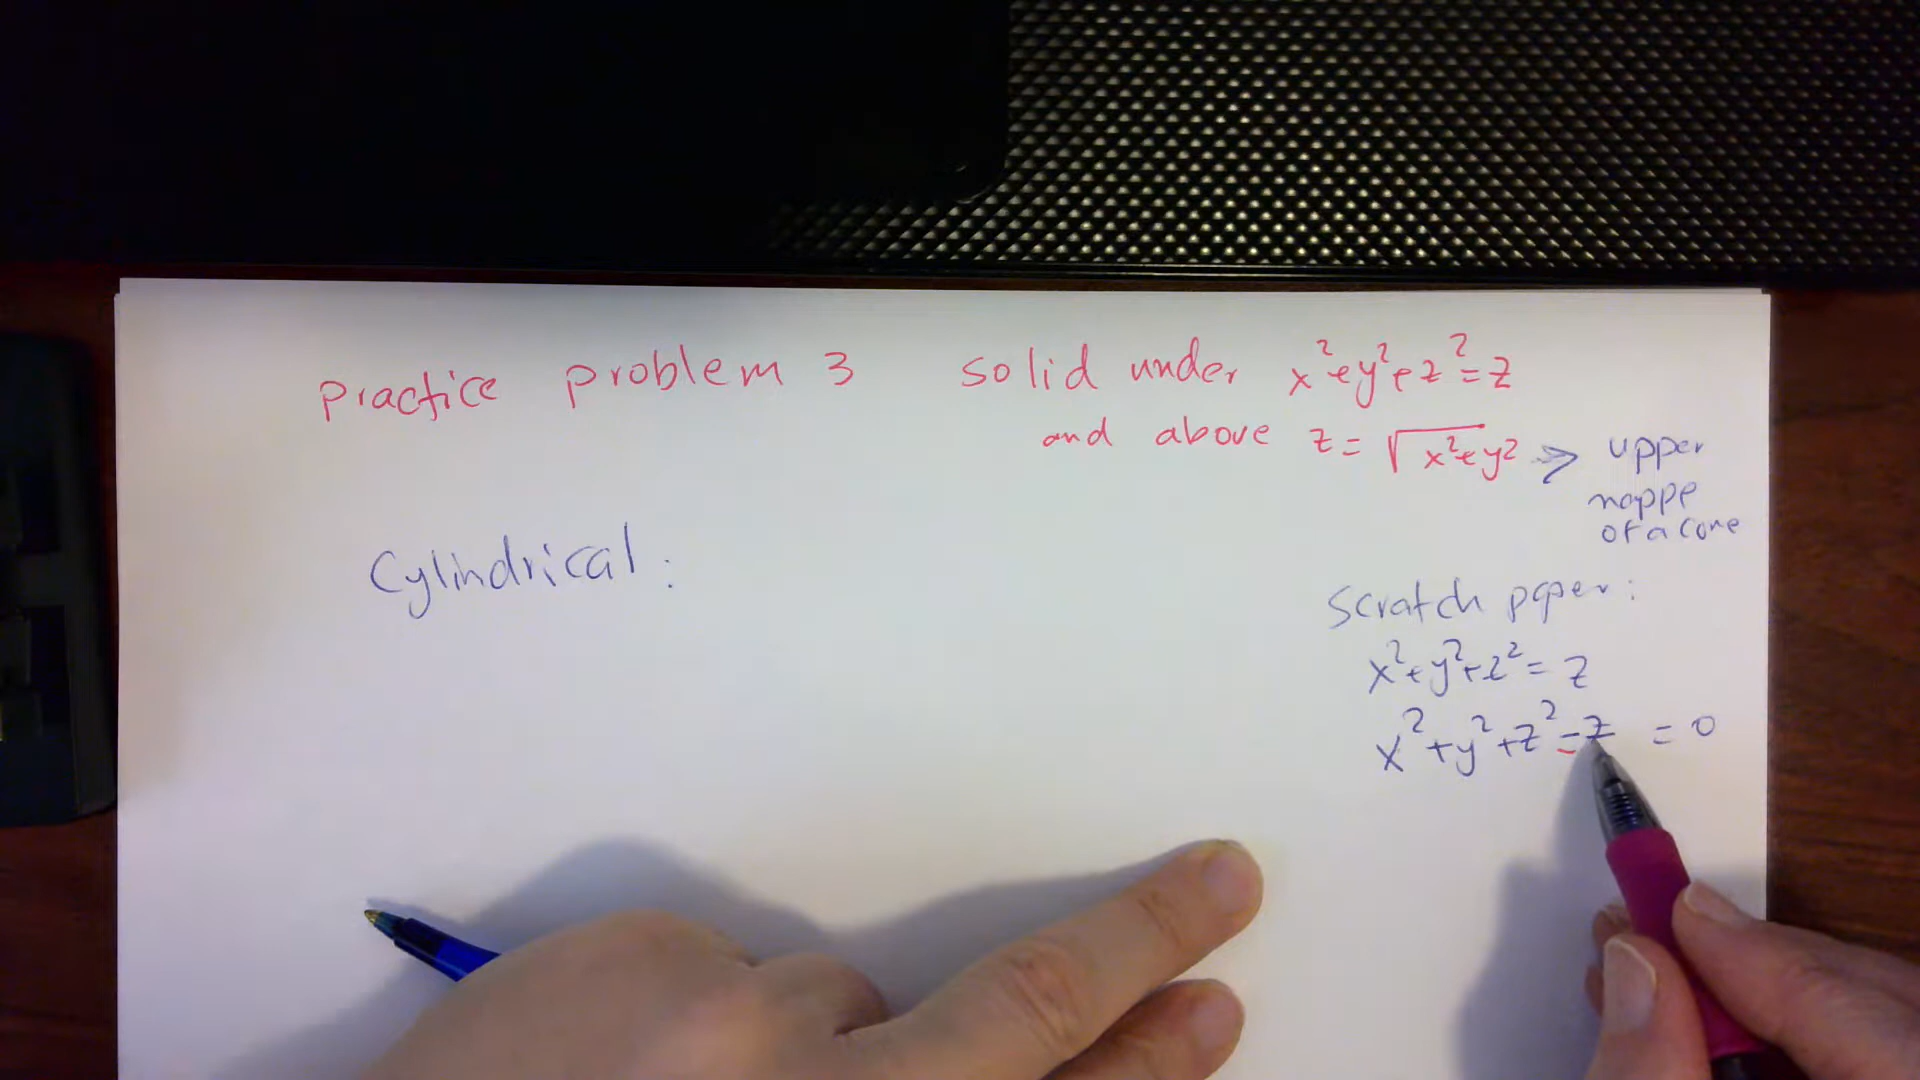 practice problem 3 solid under x²+y²+z²=z
and above z = √x²+y² ⇒ upper
nappe
of a cone
Cylindrical:
Scratch paper:
x²+y²+z² = z
x²+y²+z²-z = 0